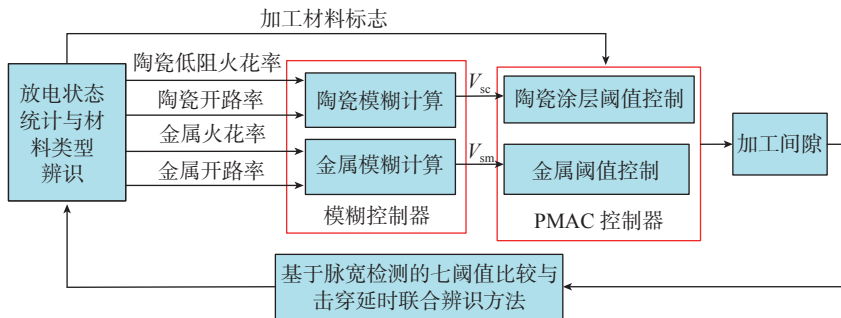 加工材料标志
放电状态
统计与材
料类型
辨识
陶瓷低阻火花率
陶瓷开路率
金属火花率
金属开路率
陶瓷模糊计算
金属模糊计算
模糊控制器
Vsc
Vsm
陶瓷涂层阈值控制
金属阈值控制
PMAC 控制器
加工间隙
基于脉宽检测的七阈值比较与
击穿延时联合辨识方法